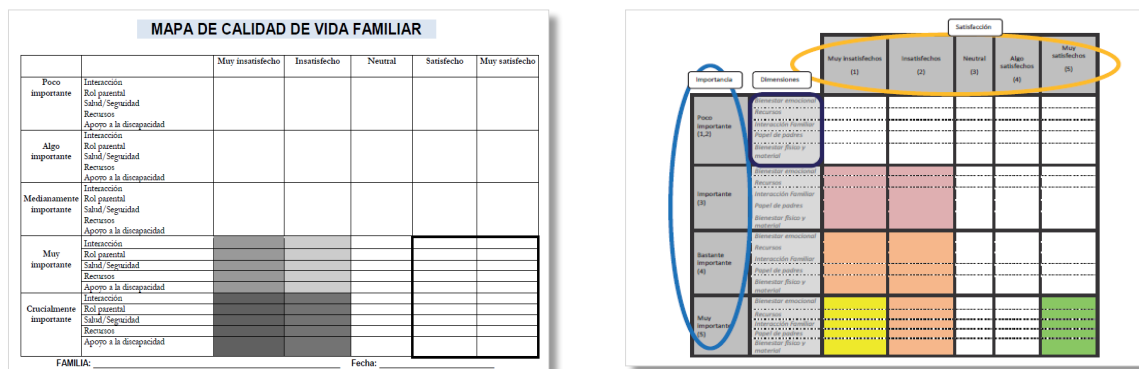 MAPA DE CALIDAD DE VIDA FAMILIAR
Muy insatisfecho Insatisfecho Neutral Satisfecho Muy satisfecho
Poco importante
Interacción
Rol parental
Salud/Seguridad
Recursos
Apoyo a la discapacidad
Algo importante
Interacción
Rol parental
Salud/Seguridad
Recursos
Apoyo a la discapacidad
Medianamente importante
Interacción
Rol parental
Salud/Seguridad
Recursos
Apoyo a la discapacidad
Muy importante
Interacción
Rol parental
Salud/Seguridad
Recursos
Apoyo a la discapacidad
Crucialmente importante
Interacción
Rol parental
Salud/Seguridad
Recursos
Apoyo a la discapacidad
FAMILIA: Fecha:
Satisfacción
Importancia Dimensiones
Muy insatisfechos (1)
Insatisfechos (2)
Neutral (3)
Algo satisfechos (4)
Muy satisfechos (5)
Poco importante (1,2)
Bienestar emocional
Recursos
Interacción Familiar
Papel de padres
Bienestar físico y material
Importante (3)
Bienestar emocional
Recursos
Interacción Familiar
Papel de padres
Bienestar físico y material
Bastante importante (4)
Bienestar emocional
Recursos
Interacción Familiar
Papel de padres
Bienestar físico y material
Muy importante (5)
Bienestar emocional
Recursos
Interacción Familiar
Papel de padres
Bienestar físico y material